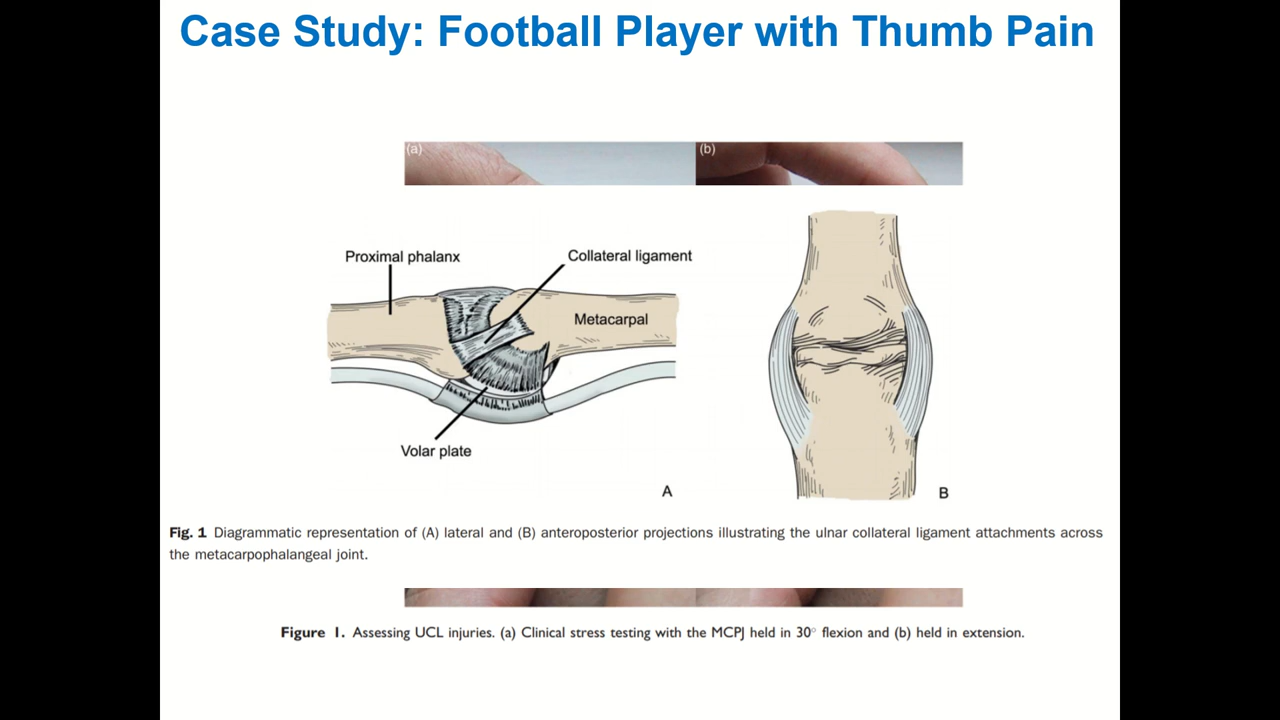 Case Study: Football Player with Thumb Pain
(a)
(b)
Proximal phalanx
Collateral ligament
Metacarpal
Volar plate
A
B
Fig. 1 Diagrammatic representation of (A) lateral and (B) anteroposterior projections illustrating the ulnar collateral ligament attachments across
the metacarpophalangeal joint.
Figure 1. Assessing UCL injuries. (a) Clinical stress testing with the MCPJ held in 30° flexion and (b) held in extension.